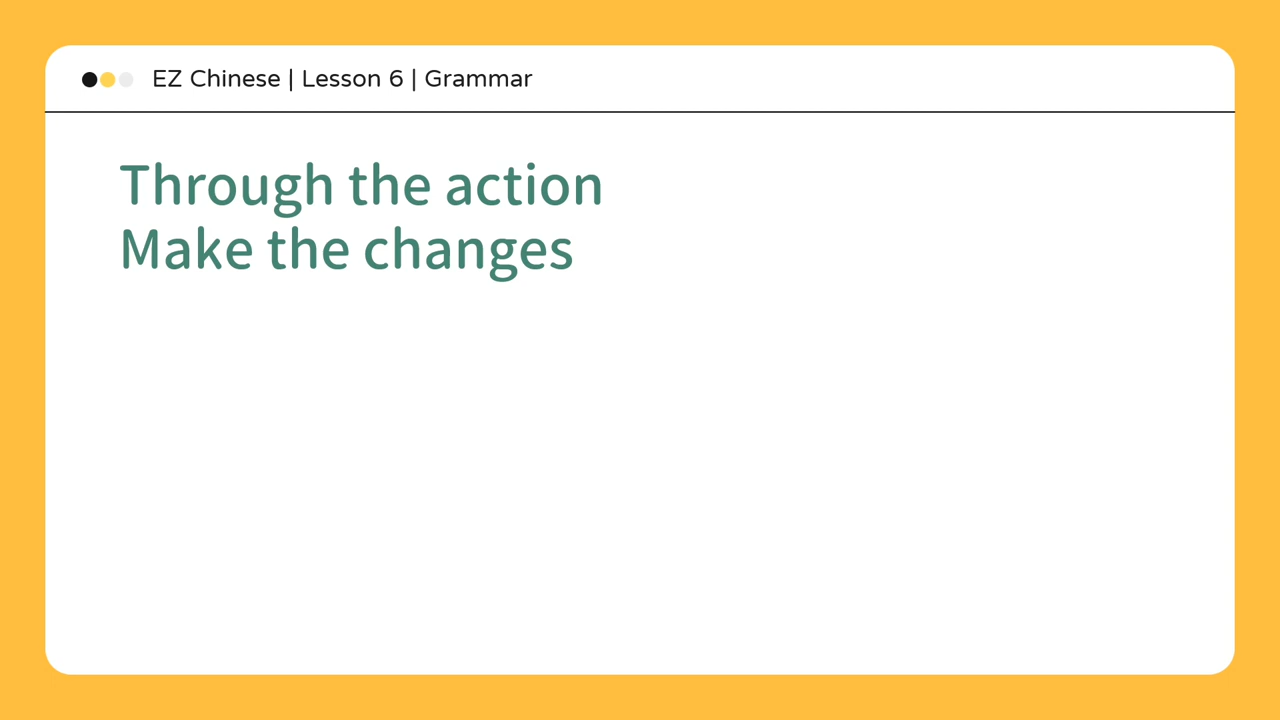 EZ Chinese | Lesson 6 | Grammar
Through the action
Make the changes